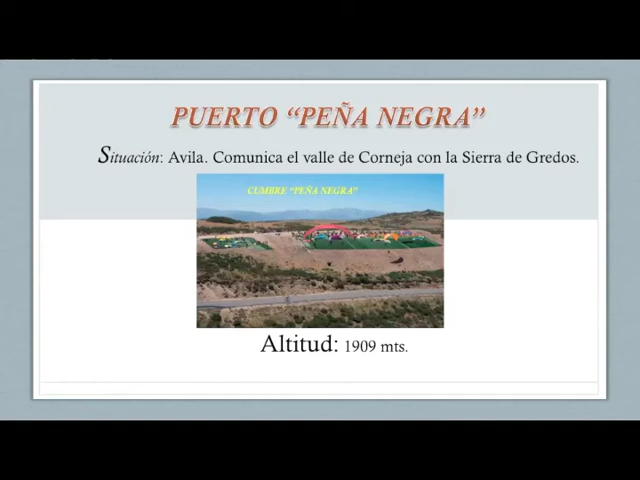 PUERTO “PEÑA NEGRA”
Situación: Avila. Comunica el valle de Corneja con la Sierra de Gredos.
CUMBRE “PEÑA NEGRA”
Altitud: 1909 mts.